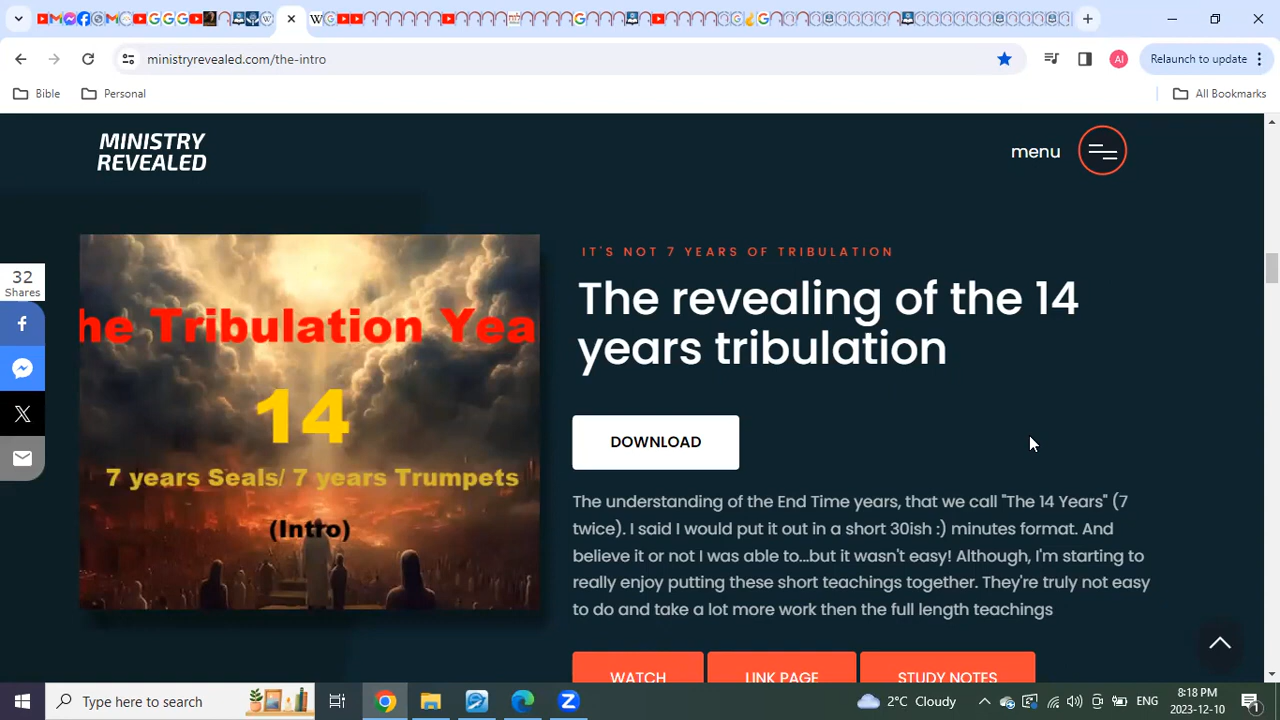 ministryrevealed.com/the-intro
AI
Relaunch to update
Bible
Personal
All Bookmarks
MINISTRY
REVEALED
menu
32
Shares
he Tribulation Yea
14
7 years Seals/ 7 years Trumpets
(Intro)
IT'S NOT 7 YEARS OF TRIBULATION
The revealing of the 14
years tribulation
DOWNLOAD
The understanding of the End Time years, that we call "The 14 Years" (7
twice). I said I would put it out in a short 30ish :) minutes format. And
believe it or not I was able to...but it wasn't easy! Although, I'm starting to
really enjoy putting these short teachings together. They're truly not easy
to do and take a lot more work then the full length teachings
WATCH
LINK PAGE
STUDY NOTES
Type here to search
2°C Cloudy
ENG
8:18 PM
2023-12-10